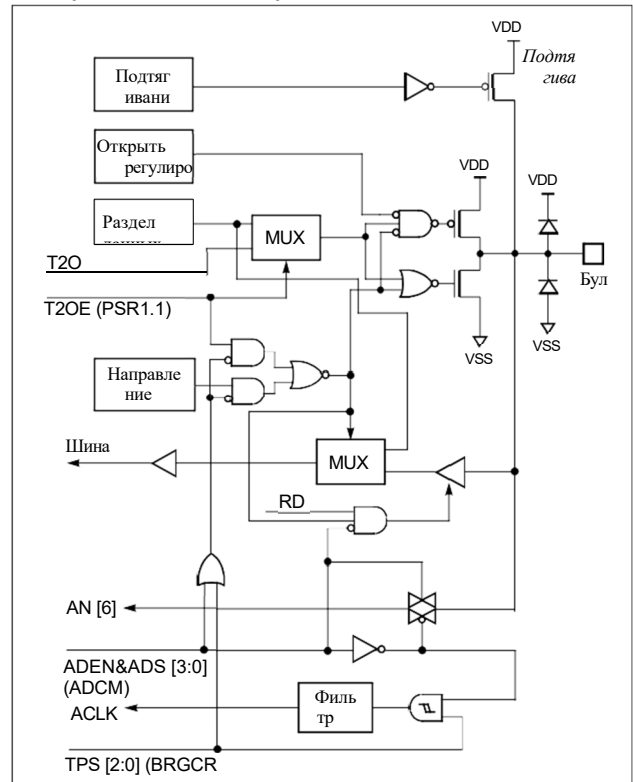 VDD
Подтяг
ивани
Подтя
гива
Открыть
регулиро
VDD
VDD
Раздел
MUX
T2O
Бул
T2OE (PSR1.1)
VSS
VSS
Направле
ние
Шина
MUX
RD
AN [6]
ADEN&ADS [3:0]
(ADCM)
Филь
тр
ACLK
TPS [2:0] (BRGCR